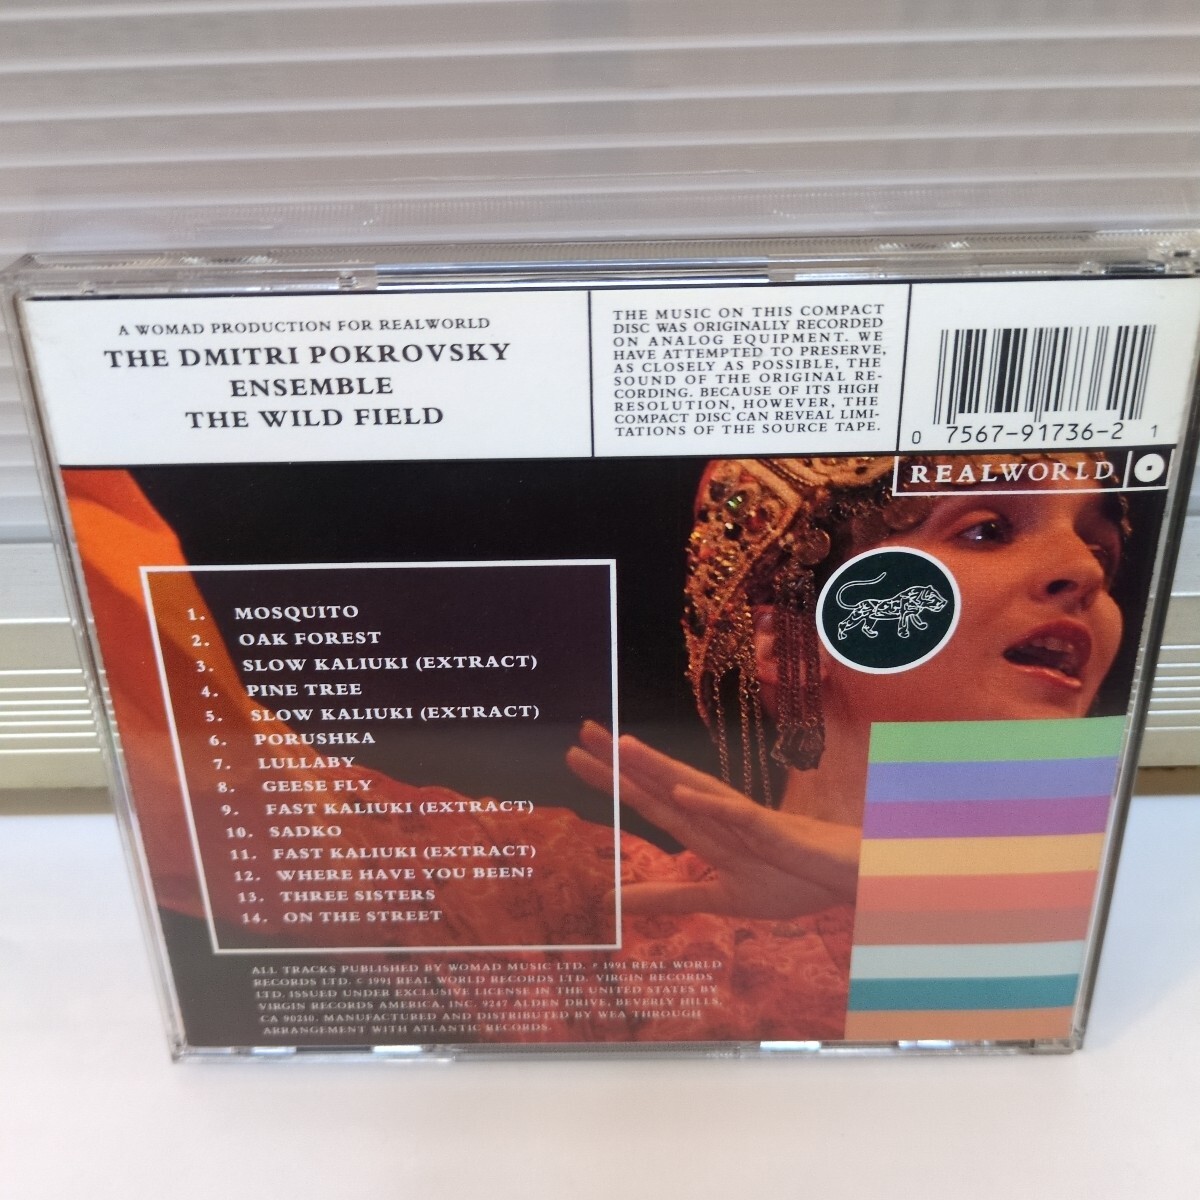 A WOMAD PRODUCTION FOR REALWORLD
THE DMITRI POKROVSKY
ENSEMBLE
THE WILD FIELD
THE MUSIC ON THIS COMPACT
DISC WAS ORIGINALLY RECORDED
ON ANALOG EQUIPMENT. WE
HAVE ATTEMPTED TO PRESERVE,
AS CLOSELY AS POSSIBLE, THE
SOUND OF THE ORIGINAL RE-
CORDING. BECAUSE OF ITS HIGH
RESOLUTION, HOWEVER, THE
COMPACT DISC CAN REVEAL LIMI-
TATIONS OF THE SOURCE TAPE.
0 7567-91736-2 1
REALWORLD
1. MOSQUITO
2. OAK FOREST
3. SLOW KALIUKI (EXTRACT)
4. PINE TREE
5. SLOW KALIUKI (EXTRACT)
6. PORUSHKA
7. LULLABY
8. GEESE FLY
9. FAST KALIUKI (EXTRACT)
10. SADKO
11. FAST KALIUKI (EXTRACT)
12. WHERE HAVE YOU BEEN?
13. THREE SISTERS
14. ON THE STREET
ALL TRACKS PUBLISHED BY WOMAD MUSIC LTD. ℗ 1991 REAL WORLD
RECORDS LTD. © 1991 REAL WORLD RECORDS LTD. VIRGIN RECORDS
LTD. ISSUED UNDER EXCLUSIVE LICENSE IN THE UNITED STATES BY
VIRGIN RECORDS AMERICA, INC. 9247 ALDEN DRIVE, BEVERLY HILLS,
CA 90210. MANUFACTURED AND DISTRIBUTED BY WEA THROUGH
ARRANGEMENT WITH ATLANTIC RECORDS.